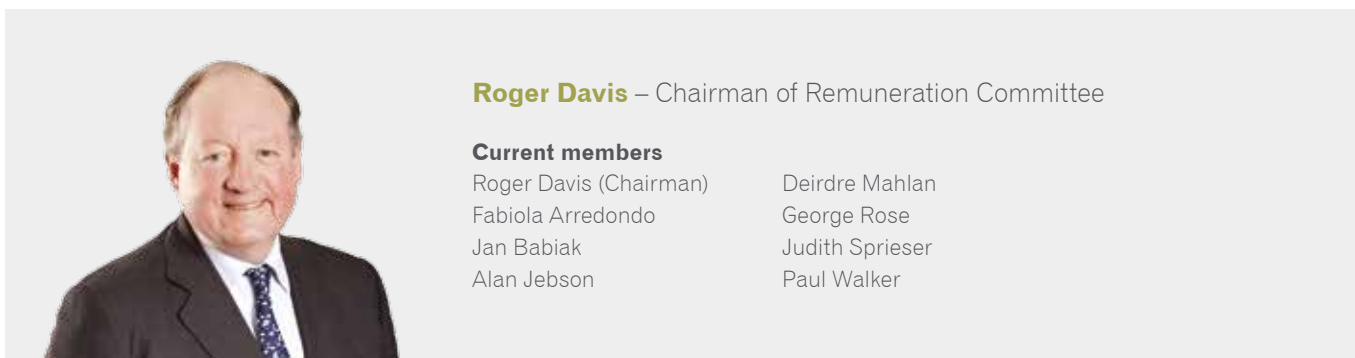 Roger Davis – Chairman of Remuneration Committee
Current members
Roger Davis (Chairman)
Fabiola Arredondo
Jan Babiak
Alan Jebson
Deirdre Mahlan
George Rose
Judith Sprieser
Paul Walker